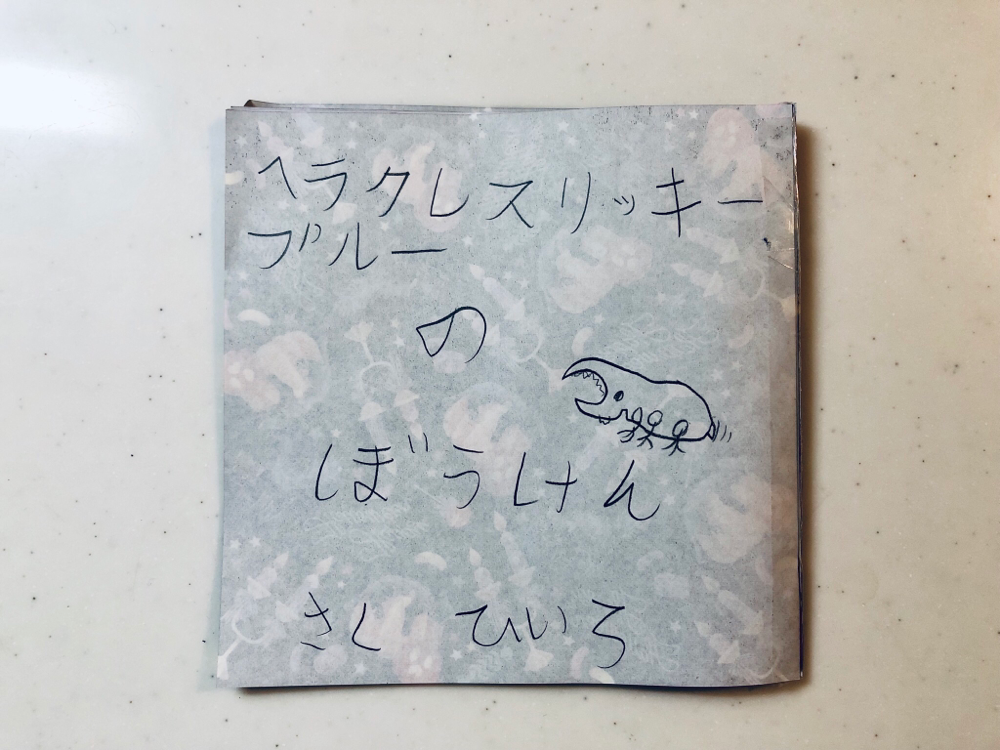 ヘラクレスリッキー
ブルー
の
ぼうけん
さく ひいろ